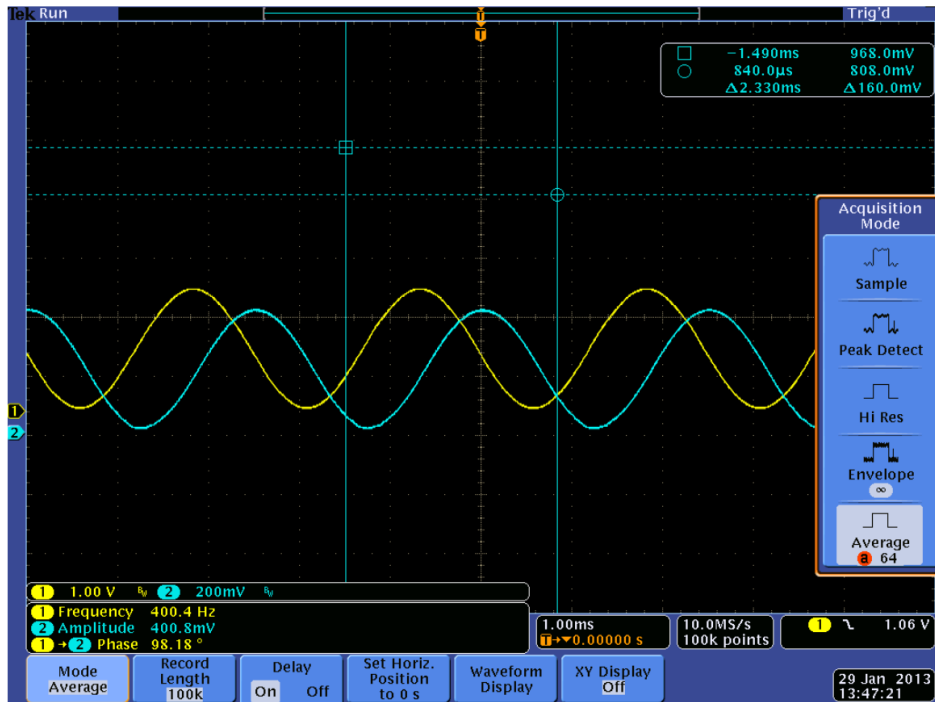 Tek Run Trig'd
T
T
−1.490ms 968.0mV
840.0μs 808.0mV
Δ2.330ms Δ160.0mV
Acquisition
Mode
Sample
Peak Detect
Hi Res
Envelope
∞
Average
a 64
1
2
1 1.00 V BW 2 200mV BW
1 Frequency 400.4 Hz
2 Amplitude 400.8mV
1 → 2 Phase 98.18 °
1.00ms
T→▼0.00000 s
10.0MS/s
100k points
1 1.06 V
Mode
Average
Record
Length
100k
Delay
On Off
Set Horiz.
Position
to 0 s
Waveform
Display
XY Display
Off
29 Jan 2013
13:47:21